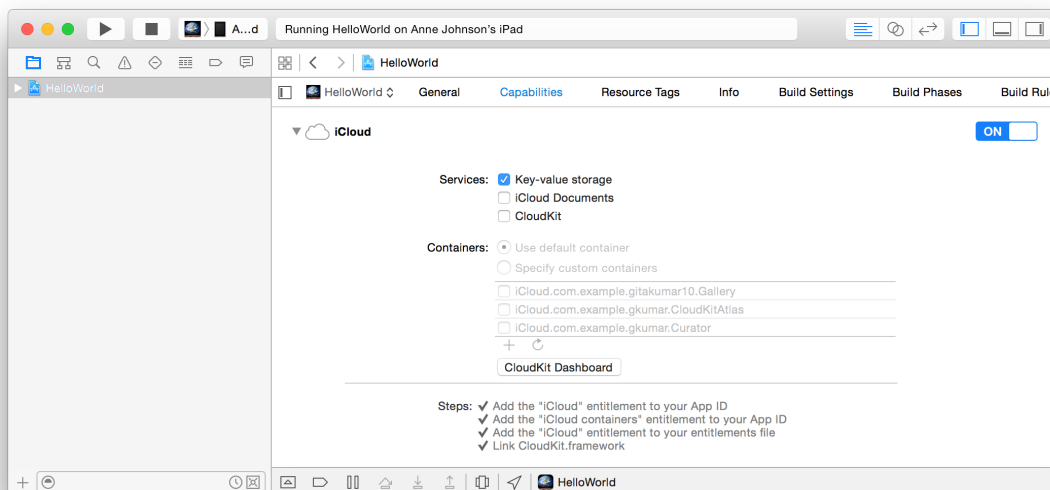 A...d
Running HelloWorld on Anne Johnson's iPad
HelloWorld
HelloWorld
HelloWorld
General
Capabilities
Resource Tags
Info
Build Settings
Build Phases
Build Rul
iCloud
ON
Services:
Key-value storage
iCloud Documents
CloudKit
Containers:
Use default container
Specify custom containers
iCloud.com.example.gitakumar10.Gallery
iCloud.com.example.gkumar.CloudKitAtlas
iCloud.com.example.gkumar.Curator
CloudKit Dashboard
Steps:
Add the "iCloud" entitlement to your App ID
Add the "iCloud containers" entitlement to your App ID
Add the "iCloud" entitlement to your entitlements file
Link CloudKit.framework
HelloWorld